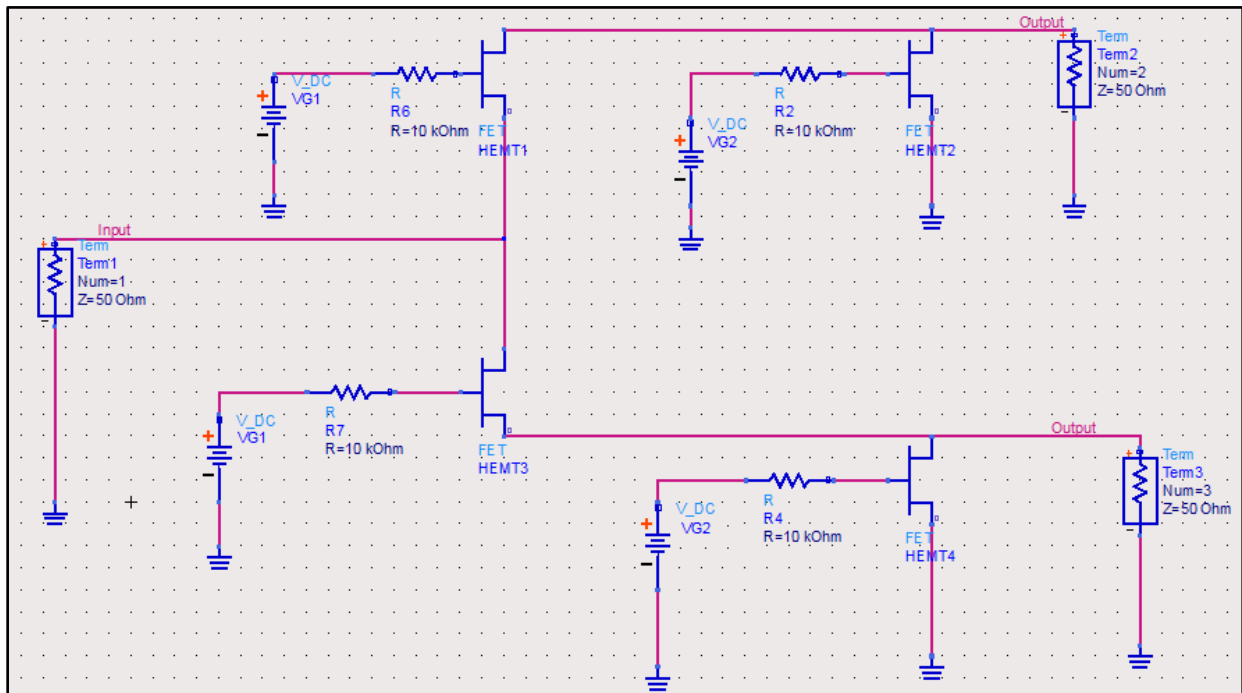 Output
Term
Term2
Num=2
Z=50 Ohm
V_DC
VG1
R
R6
R=10 kOhm
FET
HEMT1
V_DC
VG2
R
R2
R=10 kOhm
FET
HEMT2
Input
Term
Term1
Num=1
Z=50 Ohm
V_DC
VG1
R
R7
R=10 kOhm
FET
HEMT3
Output
Term
Term3
Num=3
Z=50 Ohm
V_DC
VG2
R
R4
R=10 kOhm
FET
HEMT4